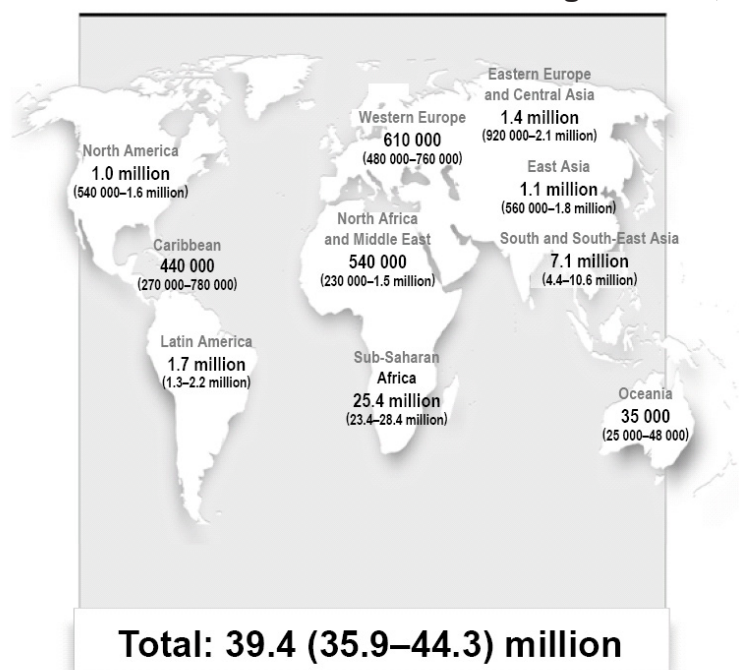 Eastern Europe
and Central Asia
1.4 million
(920 000–2.1 million)
Western Europe
610 000
(480 000–760 000)
North America
1.0 million
(540 000–1.6 million)
East Asia
1.1 million
(560 000–1.8 million)
North Africa
and Middle East
540 000
(230 000–1.5 million)
South and South-East Asia
7.1 million
(4.4–10.6 million)
Caribbean
440 000
(270 000–780 000)
Latin America
1.7 million
(1.3–2.2 million)
Sub-Saharan
Africa
25.4 million
(23.4–28.4 million)
Oceania
35 000
(25 000–48 000)
Total: 39.4 (35.9–44.3) million